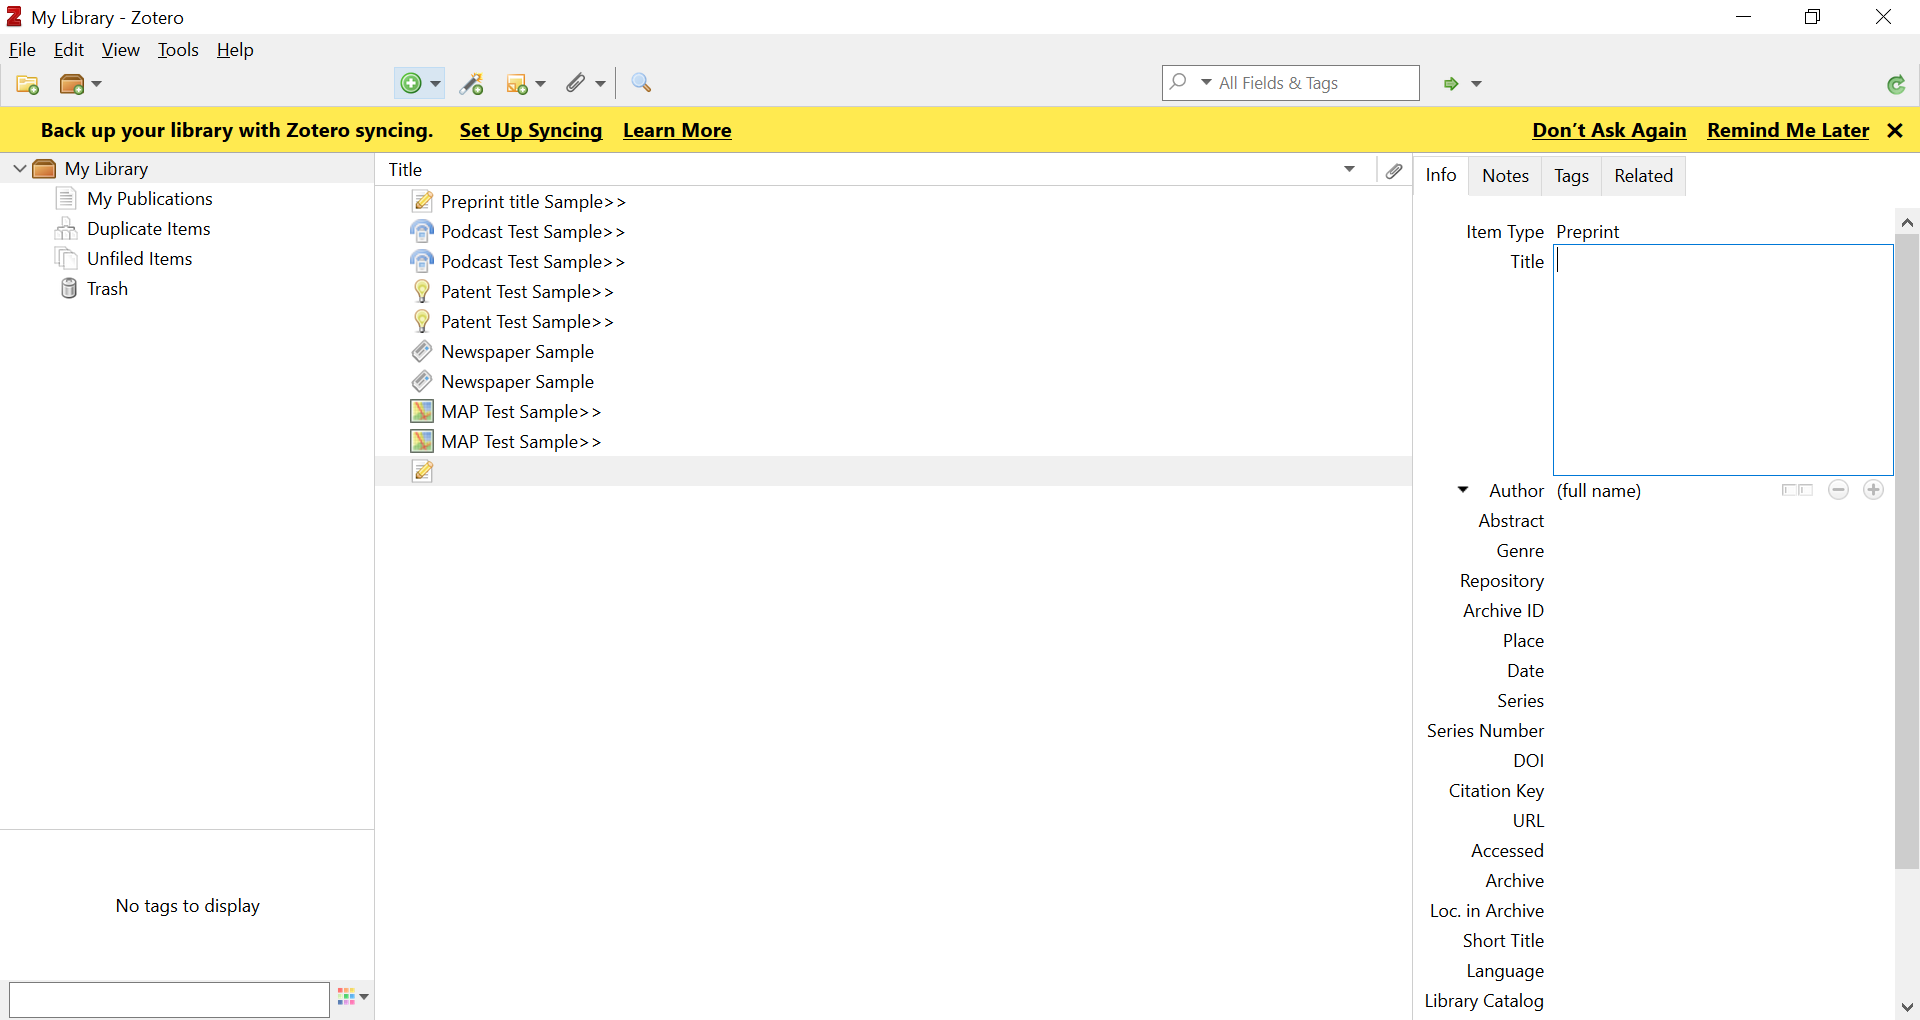 My Library - Zotero
File Edit View Tools Help
All Fields & Tags
Back up your library with Zotero syncing. Set Up Syncing Learn More Don’t Ask Again Remind Me Later
My Library
My Publications
Duplicate Items
Unfiled Items
Trash
No tags to display
Title
Preprint title Sample>>
Podcast Test Sample>>
Podcast Test Sample>>
Patent Test Sample>>
Patent Test Sample>>
Newspaper Sample
Newspaper Sample
MAP Test Sample>>
MAP Test Sample>>
Info Notes Tags Related
Item Type Preprint
Title
Author (full name)
Abstract
Genre
Repository
Archive ID
Place
Date
Series
Series Number
DOI
Citation Key
URL
Accessed
Archive
Loc. in Archive
Short Title
Language
Library Catalog